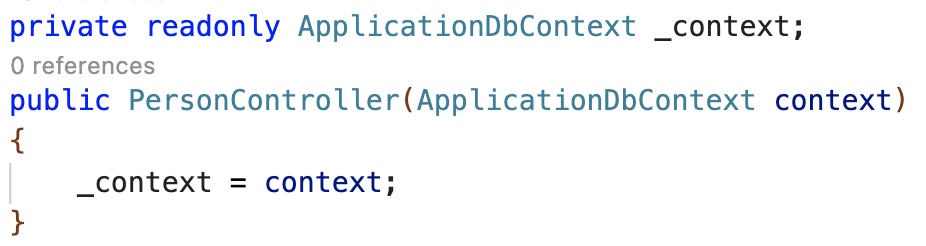 private readonly ApplicationDbContext _context;
0 references
public PersonController(ApplicationDbContext context)
{
_context = context;
}